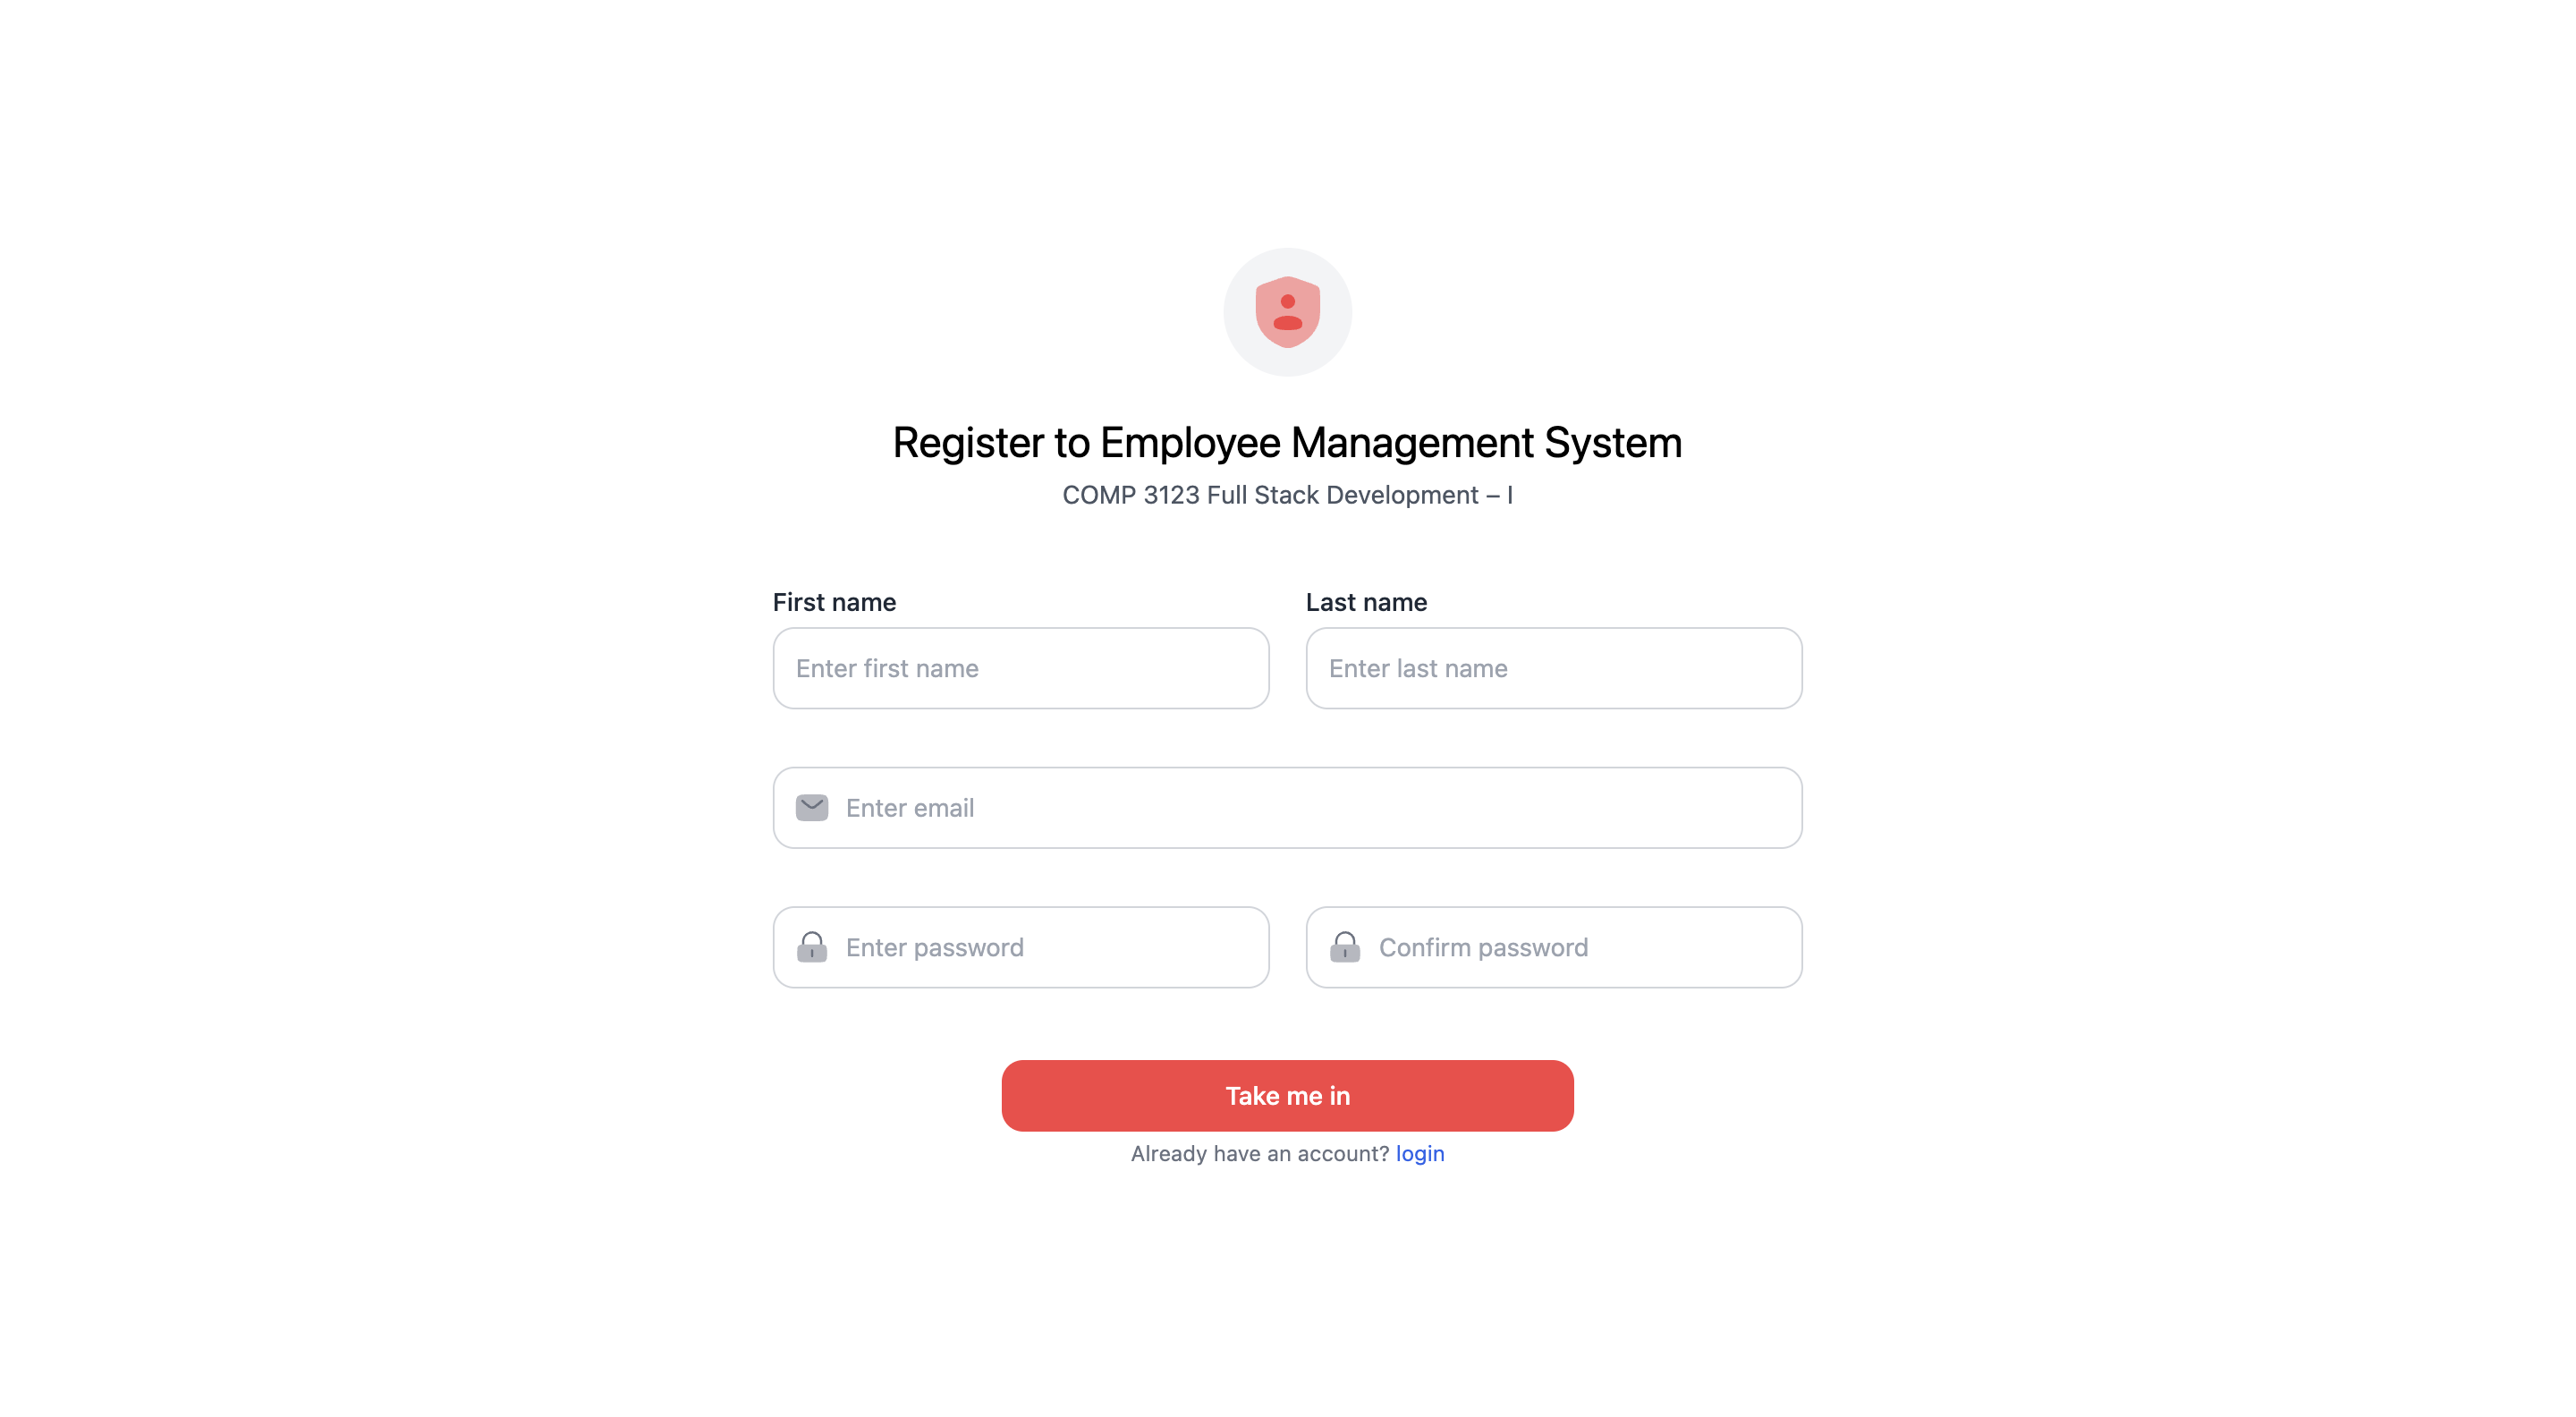 Register to Employee Management System
COMP 3123 Full Stack Development – I
First name
Last name
Enter first name
Enter last name
Enter email
Enter password
Confirm password
Take me in
Already have an account? login